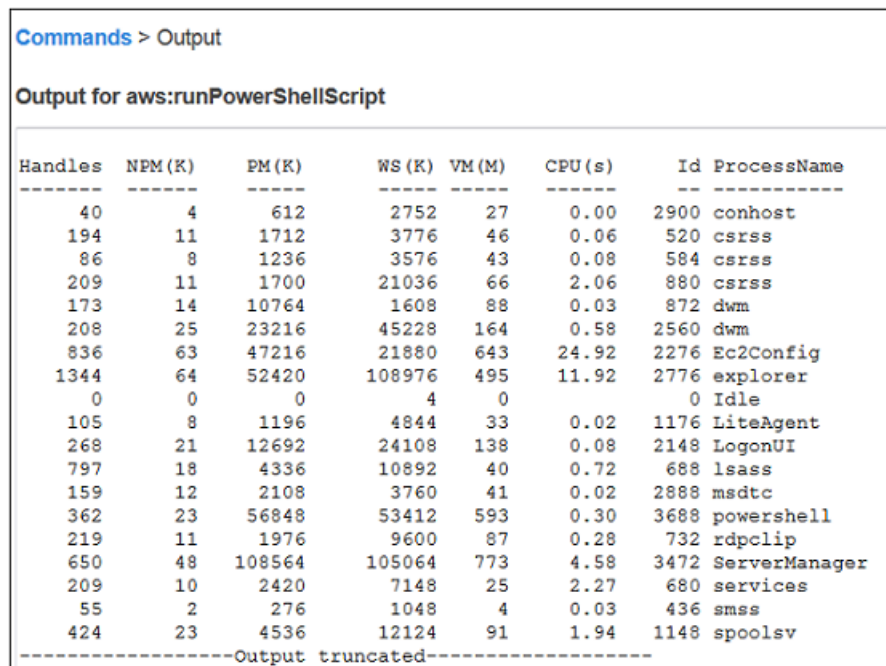 Commands > Output
Output for aws:runPowerShellScript
Handles NPM(K) PM(K) WS(K) VM(M) CPU(s) Id ProcessName
------- ------ ----- ----- ----- ------ -- -----------
40 4 612 2752 27 0.00 2900 conhost
194 11 1712 3776 46 0.06 520 csrss
86 8 1236 3576 43 0.08 584 csrss
209 11 1700 21036 66 2.06 880 csrss
173 14 10764 1608 88 0.03 872 dwm
208 25 23216 45228 164 0.58 2560 dwm
836 63 47216 21880 643 24.92 2276 Ec2Config
1344 64 52420 108976 495 11.92 2776 explorer
0 0 0 4 0 0 Idle
105 8 1196 4844 33 0.02 1176 LiteAgent
268 21 12692 24108 138 0.08 2148 LogonUI
797 18 4336 10892 40 0.72 688 lsass
159 12 2108 3760 41 0.02 2888 msdtc
362 23 56848 53412 593 0.30 3688 powershell
219 11 1976 9600 87 0.28 732 rdpclip
650 48 108564 105064 773 4.58 3472 ServerManager
209 10 2420 7148 25 2.27 680 services
55 2 276 1048 4 0.03 436 smss
424 23 4536 12124 91 1.94 1148 spoolsv
------------------Output truncated-------------------